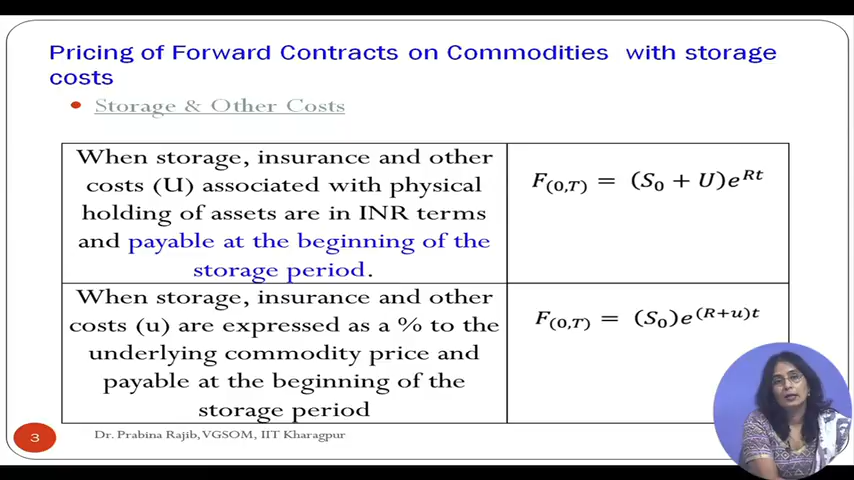 Pricing of Forward Contracts on Commodities with storage
costs
• Storage & Other Costs
When storage, insurance and other
costs (U) associated with physical
holding of assets are in INR terms
and payable at the beginning of the
storage period.
F(0,T) = (S0 + U)e^Rt
When storage, insurance and other
costs (u) are expressed as a % to the
underlying commodity price and
payable at the beginning of the
storage period
F(0,T) = (S0)e^(R+u)t
3
Dr. Prabina Rajib, VGSOM, IIT Kharagpur